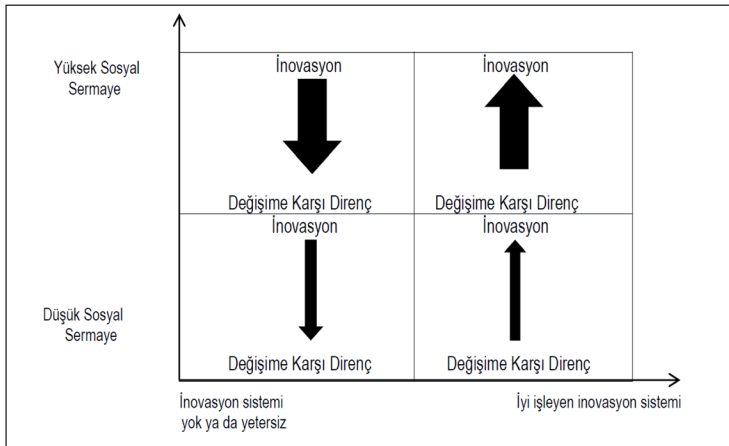 Yüksek Sosyal
Sermaye
İnovasyon
İnovasyon
Değişime Karşı Direnç
Değişime Karşı Direnç
İnovasyon
İnovasyon
Düşük Sosyal
Sermaye
Değişime Karşı Direnç
Değişime Karşı Direnç
İnovasyon sistemi
yok ya da yetersiz
İyi işleyen inovasyon sistemi